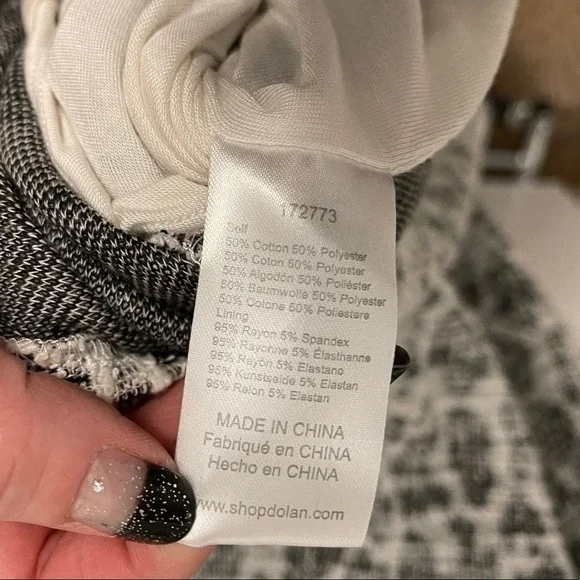 172773
Self
50% Cotton 50% Polyester
50% Coton 50% Polyester
50% Algodón 50% Poliéster
50% Baumwolle 50% Polyester
50% Cotone 50% Poliestere
Lining
95% Rayon 5% Spandex
95% Rayonne 5% Élasthanne
95% Rayón 5% Elastano
95% Kunstseide 5% Elastan
95% Raion 5% Elastan
MADE IN CHINA
Fabriqué en CHINA
Hecho en CHINA
www.shopdolan.com